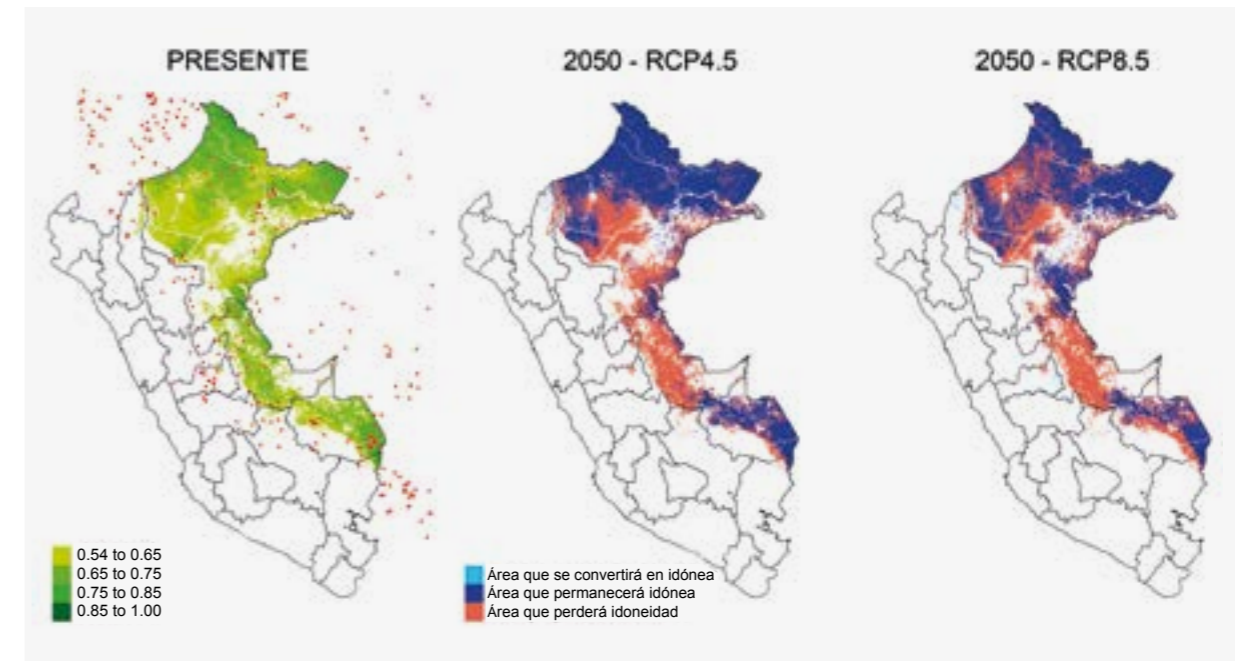 PRESENTE
2050 - RCP4.5
2050 - RCP8.5
0.54 to 0.65
0.65 to 0.75
0.75 to 0.85
0.85 to 1.00
Área que se convertirá en idónea
Área que permanecerá idónea
Área que perderá idoneidad